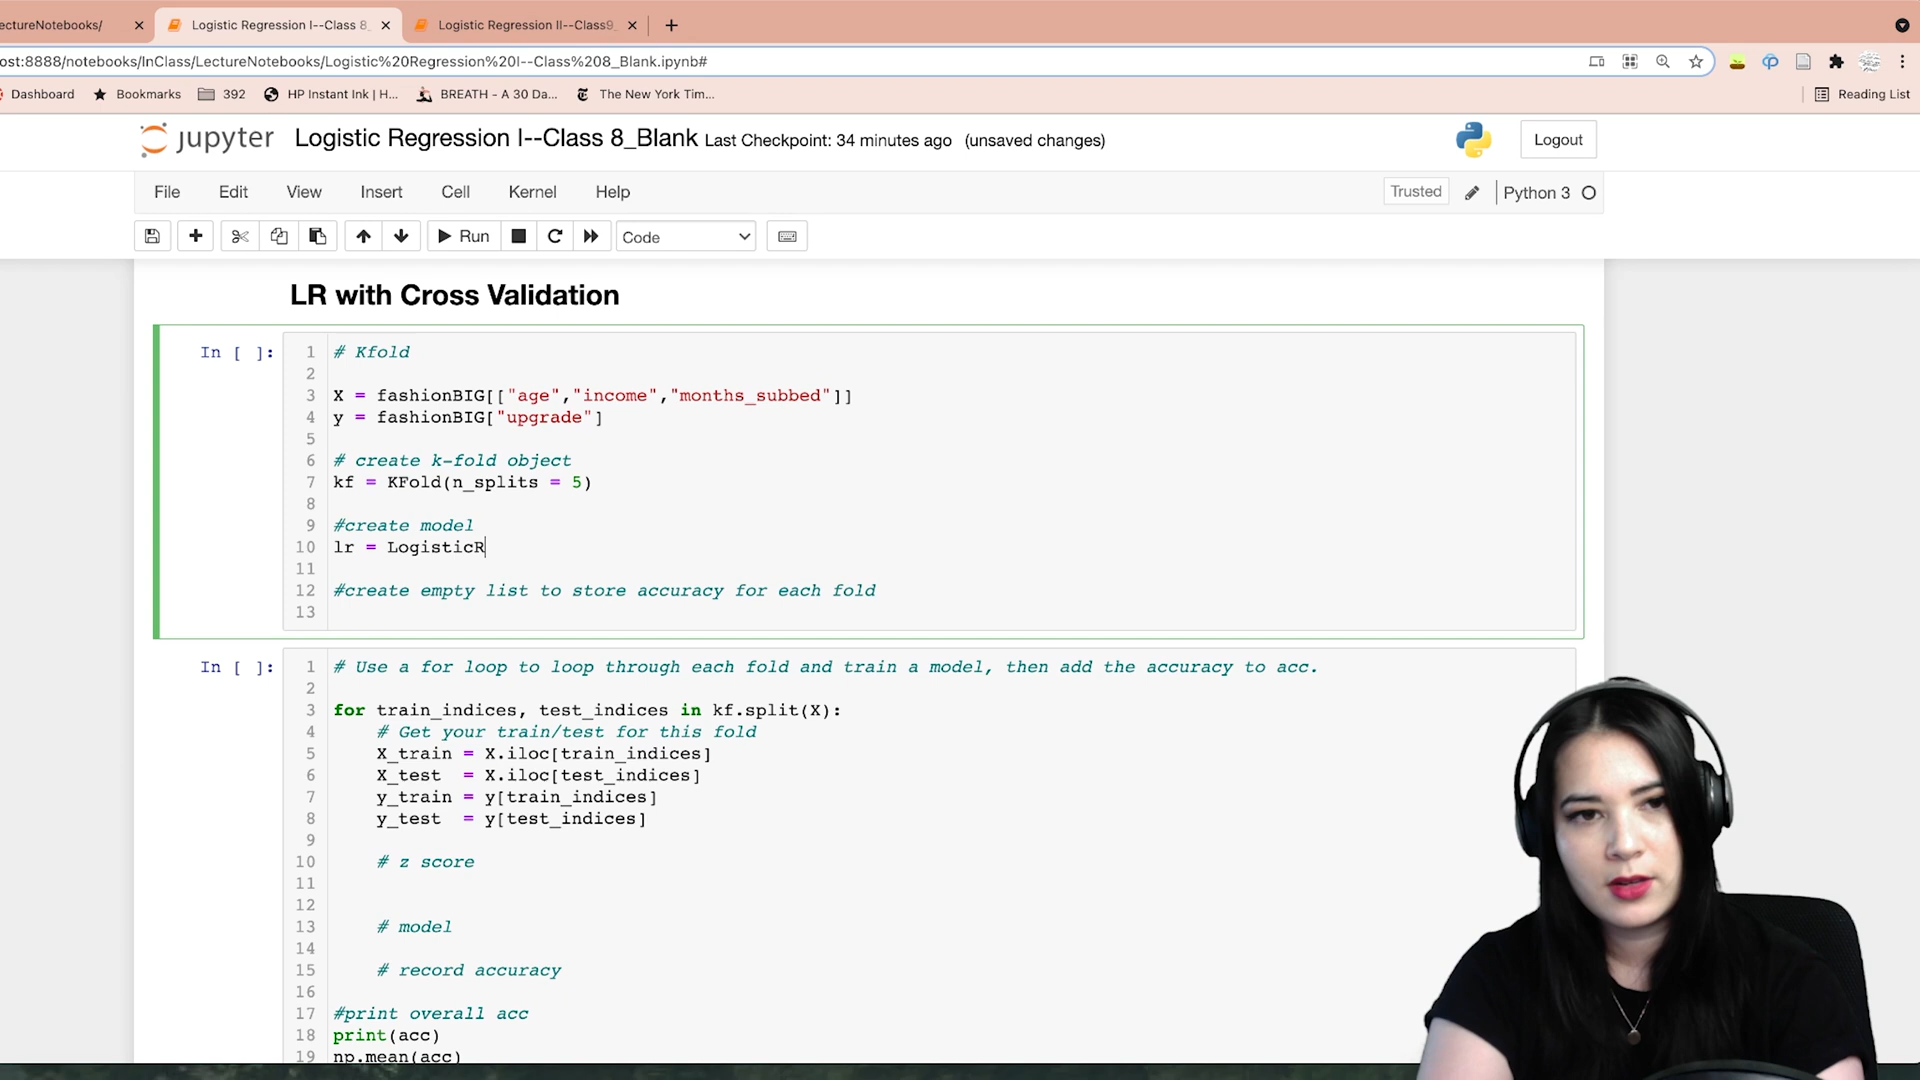 ectureNotebooks/
Logistic Regression I--Class 8_
Logistic Regression II--Class9_
ost:8888/notebooks/InClass/LectureNotebooks/Logistic%20Regression%20I--Class%208_Blank.ipynb#
Dashboard
Bookmarks
392
HP Instant Ink | H...
BREATH - A 30 Da...
The New York Tim...
Reading List
jupyter
Logistic Regression I--Class 8_Blank
Last Checkpoint: 34 minutes ago (unsaved changes)
Logout
File
Edit
View
Insert
Cell
Kernel
Help
Trusted
Python 3
Run
Code
LR with Cross Validation
In [ ]:
1 # Kfold
2
3 X = fashionBIG[["age","income","months_subbed"]]
4 y = fashionBIG["upgrade"]
5
6 # create k-fold object
7 kf = KFold(n_splits = 5)
8
9 #create model
10 lr = LogisticR
11
12 #create empty list to store accuracy for each fold
13
In [ ]:
1 # Use a for loop to loop through each fold and train a model, then add the accuracy to acc.
2
3 for train_indices, test_indices in kf.split(X):
4     # Get your train/test for this fold
5     X_train = X.iloc[train_indices]
6     X_test  = X.iloc[test_indices]
7     y_train = y[train_indices]
8     y_test  = y[test_indices]
9
10     # z score
11
12
13     # model
14
15     # record accuracy
16
17 #print overall acc
18 print(acc)
19 np.mean(acc)